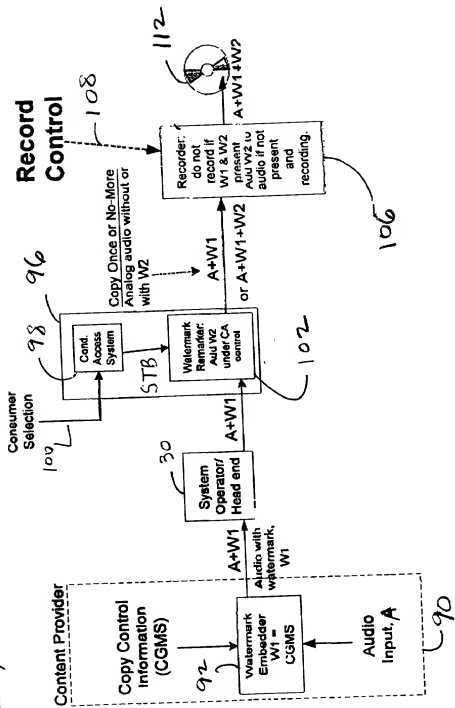 Content Provider
Copy Control
Information
(CGMS)
92
Watermark
Embedder
W1 =
CGMS
Audio
Input, A
90
A+W1
Audio with
watermark,
W1
30
System
Operator/
Head end
A+W1
Consumer
Selection
100
98
96
Cond.
Access
System
STB
Watermark
Remarker:
Add W2
under CA
control
102
Copy Once or No-More
Analog audio without or
with W2
A+W1
or A+W1+W2
Record
Control
108
Recorder:
do not
record if
W1 & W2
present
Add W2 to
audio if not
present
and
recording.
106
A+W1+W2
112